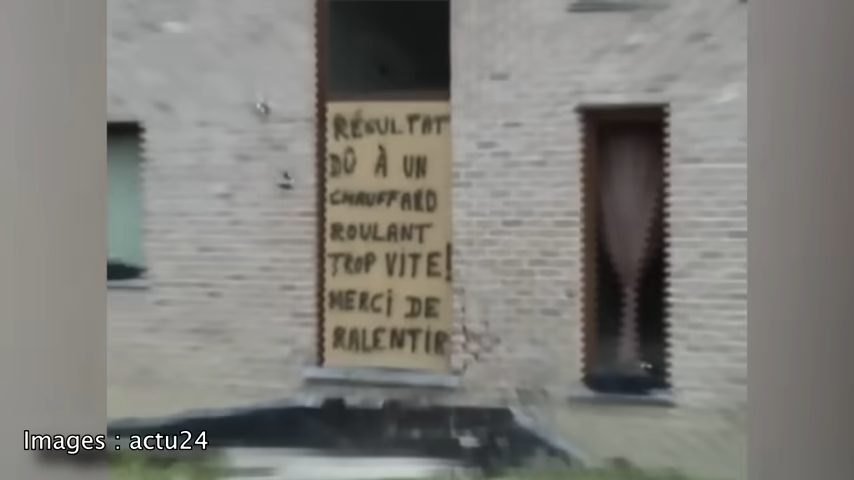 RÉSULTAT
DÛ À UN
CHAUFFARD
ROULANT
TROP VITE!
MERCI DE
RALENTIR
Images : actu24